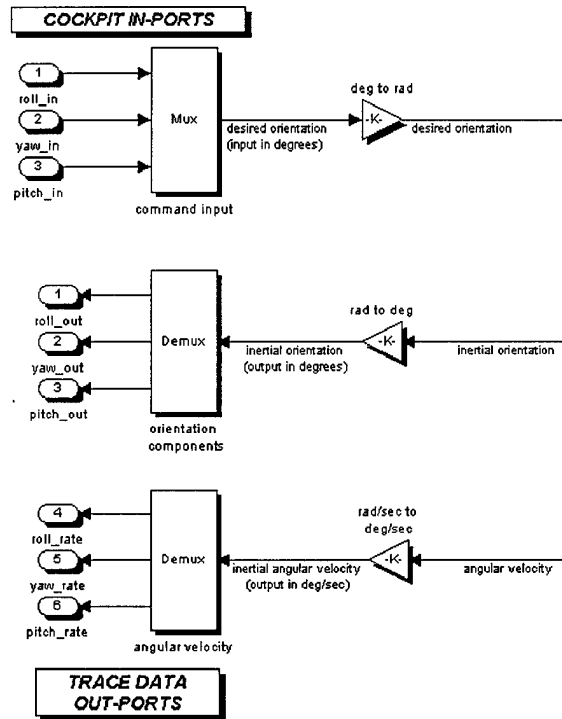 COCKPIT IN-PORTS
1
roll_in
2
yaw_in
3
pitch_in
Mux
command input
desired orientation
(input in degrees)
deg to rad
-K-
desired orientation
1
roll_out
2
yaw_out
3
pitch_out
Demux
orientation
components
inertial orientation
(output in degrees)
rad to deg
-K-
inertial orientation
4
roll_rate
5
yaw_rate
6
pitch_rate
Demux
angular velocity
inertial angular velocity
(output in deg/sec)
rad/sec to
deg/sec
-K-
angular velocity
TRACE DATA
OUT-PORTS